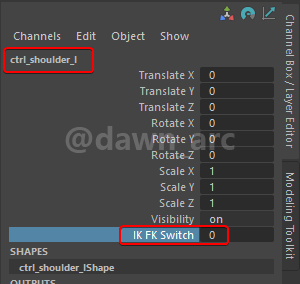 Channels Edit Object Show
ctrl_shoulder_l
Translate X 0
Translate Y 0
Translate Z 0
Rotate X 0
Rotate Y 0
Rotate Z 0
Scale X 1
Scale Y 1
Scale Z 1
Visibility on
IK FK Switch 0
SHAPES
ctrl_shoulder_lShape
OUTPUTS
@dawn_arc
Channel Box / Layer Editor
Modeling Toolkit